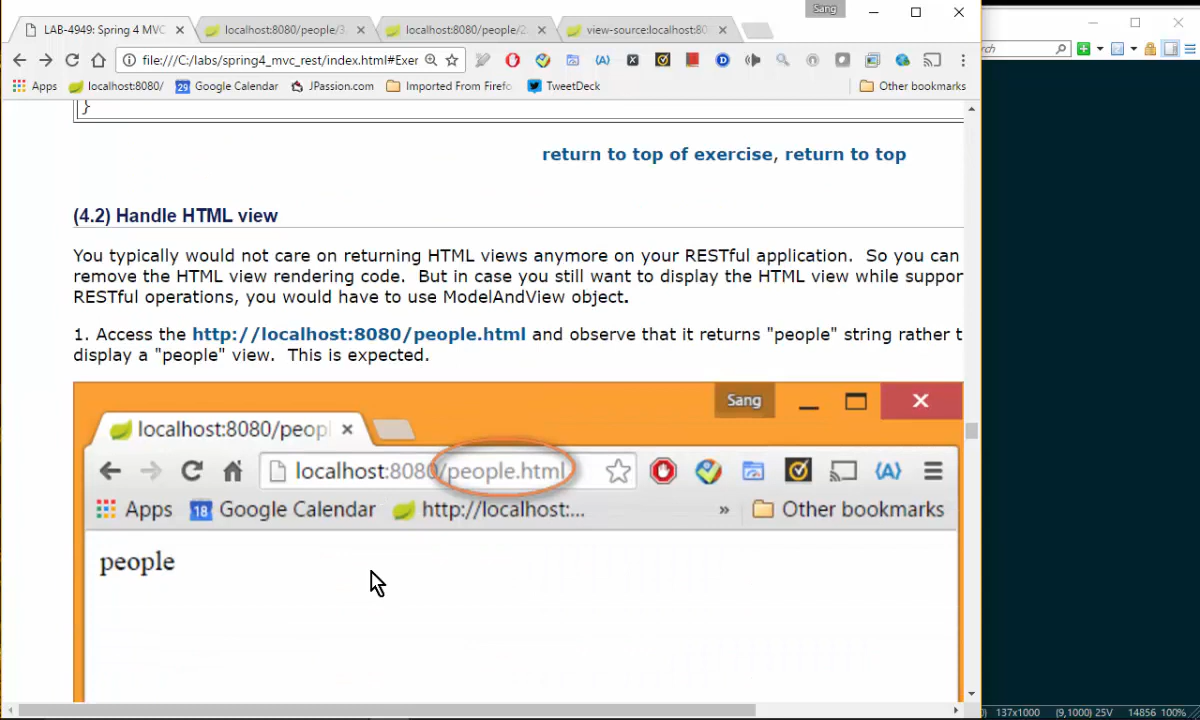 Sang
LAB-4949: Spring 4 MVC
localhost:8080/people/3.
localhost:8080/people/2.
view-source:localhost:80
file:///C:/labs/spring4_mvc_rest/index.html#Exer
rch
Apps
localhost:8080/
29 Google Calendar
JPassion.com
Imported From Firefo
TweetDeck
Other bookmarks
}
return to top of exercise, return to top
(4.2) Handle HTML view
You typically would not care on returning HTML views anymore on your RESTful application. So you can
remove the HTML view rendering code. But in case you still want to display the HTML view while suppor
RESTful operations, you would have to use ModelAndView object.
1. Access the http://localhost:8080/people.html and observe that it returns "people" string rather t
display a "people" view. This is expected.
Sang
localhost:8080/peopl
localhost:8080/people.html
Apps
18 Google Calendar
http://localhost:...
» Other bookmarks
people
137x1000 (9,1000) 25V 14856 100%